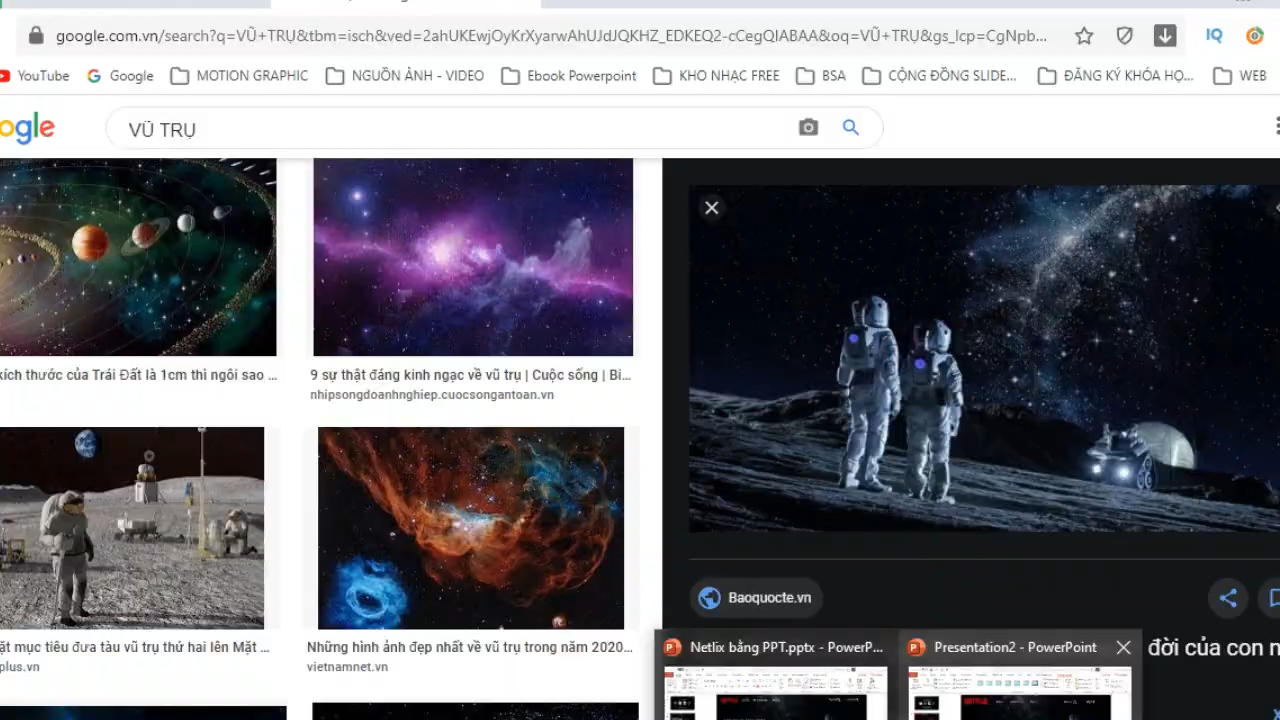 google.com.vn/search?q=VŨ+TRỤ&tbm=isch&ved=2ahUKEwjOyKrXyarwAhUJdJQKHZ_EDKEQ2-cCegQIABAA&oq=VŨ+TRỤ&gs_lcp=CgNpb...
IQ
YouTube Google MOTION GRAPHIC NGUỒN ẢNH - VIDEO Ebook Powerpoint KHO NHẠC FREE BSA CỘNG ĐỒNG SLIDE... ĐĂNG KÝ KHÓA HỌ... WEB
ogle
VŨ TRỤ
kích thước của Trái Đất là 1cm thì ngôi sao ...
9 sự thật đáng kinh ngạc về vũ trụ | Cuộc sống | Bi...
nhipsongdoanhnghiep.cuocsongantoan.vn
Baoquocte.vn
ặt mục tiêu đưa tàu vũ trụ thứ hai lên Mặt ...
plus.vn
Những hình ảnh đẹp nhất về vũ trụ trong năm 2020...
vietnamnet.vn
Netlix bằng PPT.pptx - PowerP...
Presentation2 - PowerPoint
đời của con n